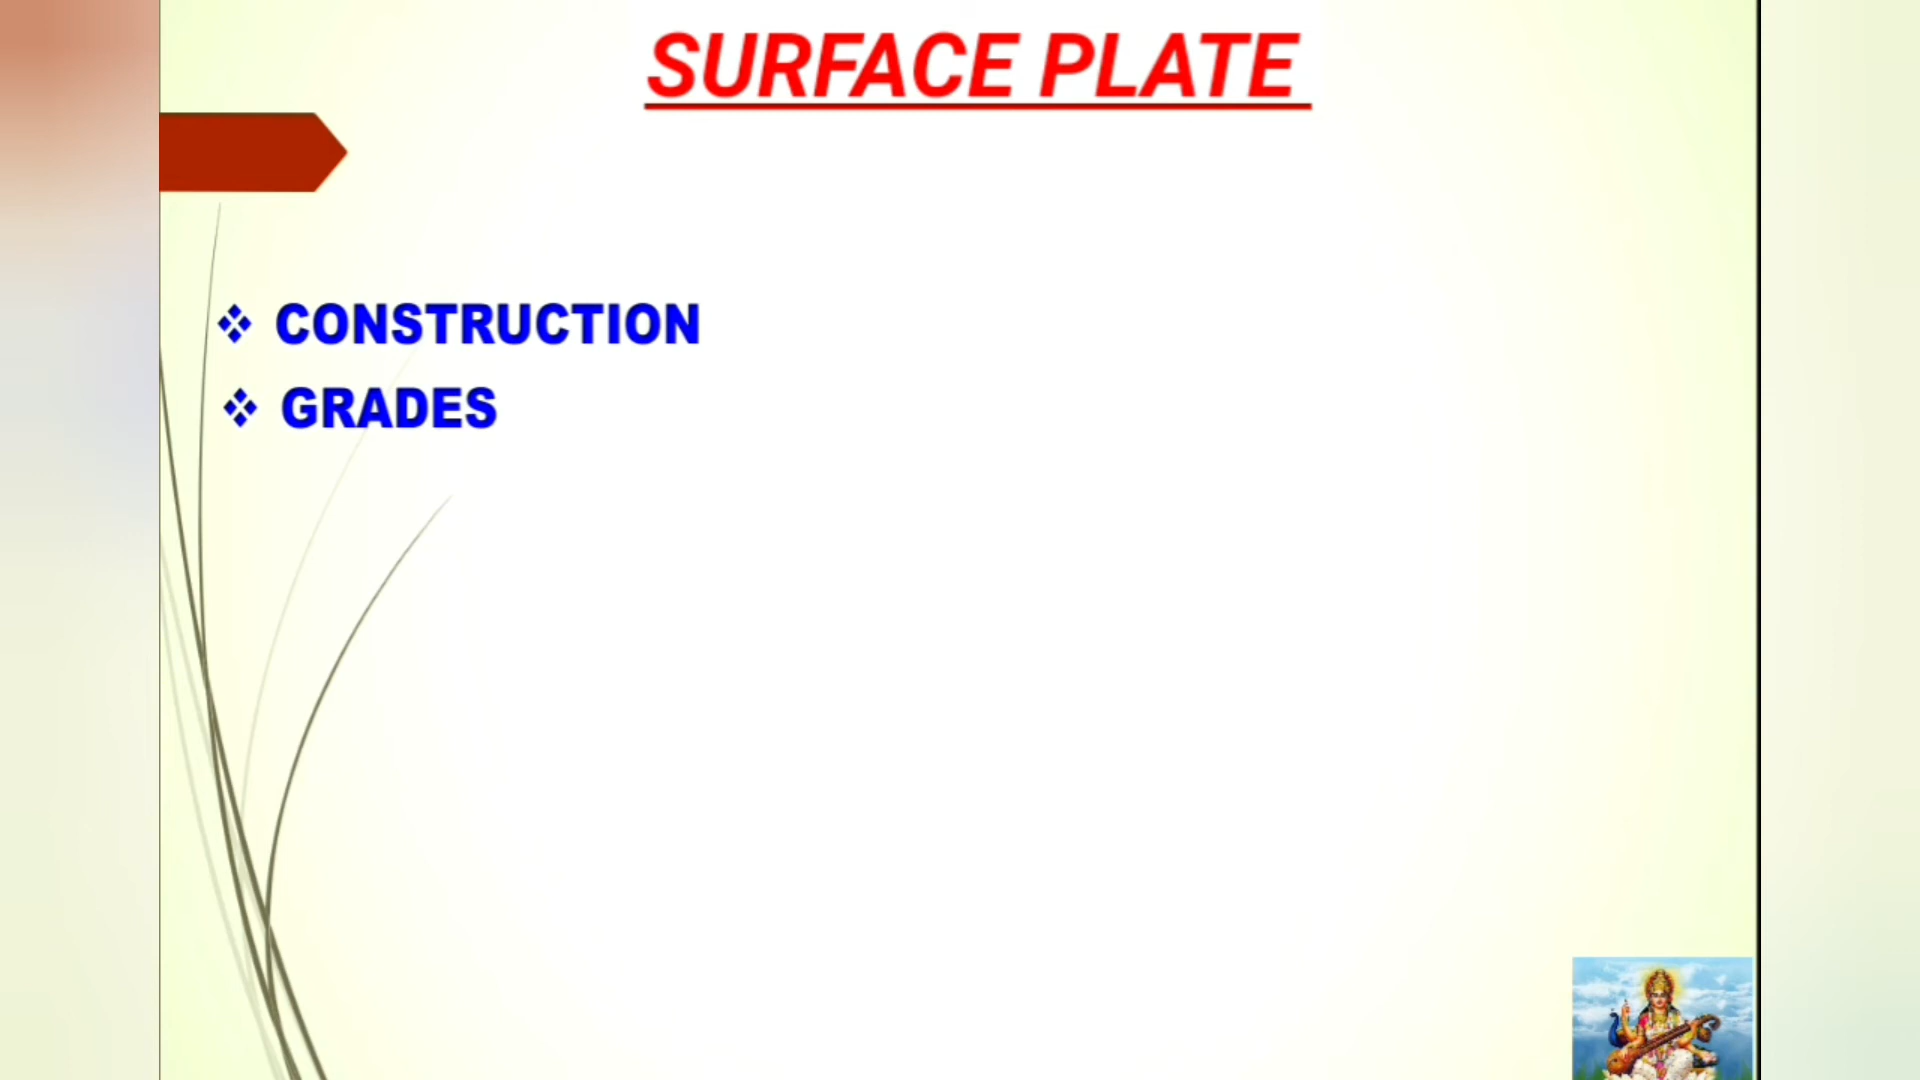 SURFACE PLATE
❖ CONSTRUCTION
❖ GRADES